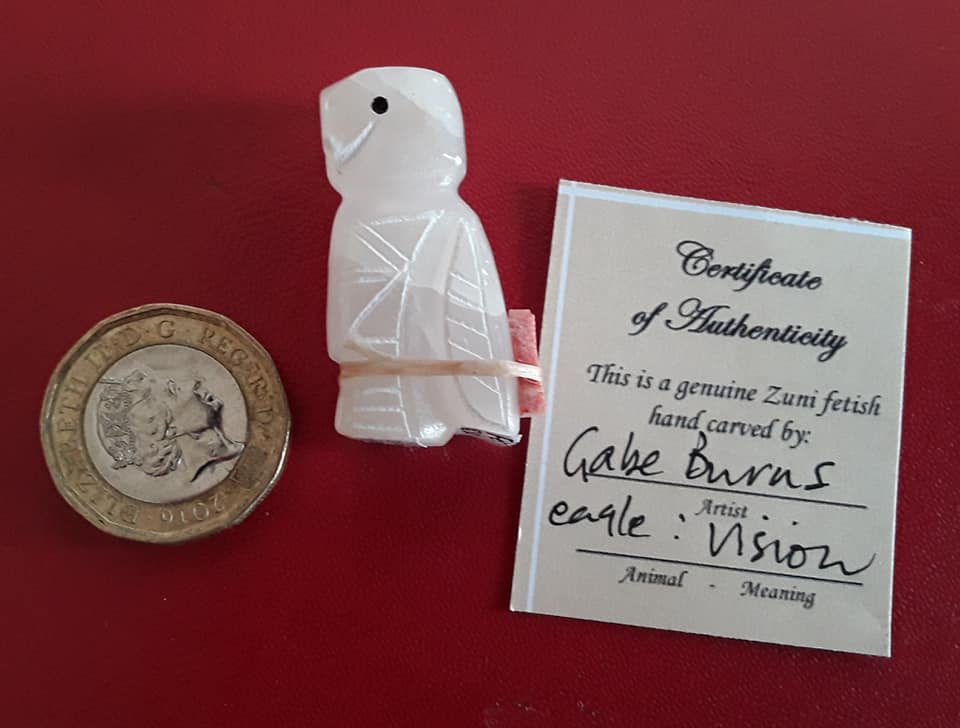 ELIZABETH II·D·G·REG·F·D·
2016
Certificate
of Authenticity
This is a genuine Zuni fetish
hand carved by:
Gabe Burns
Artist
eagle : Vision
Animal - Meaning